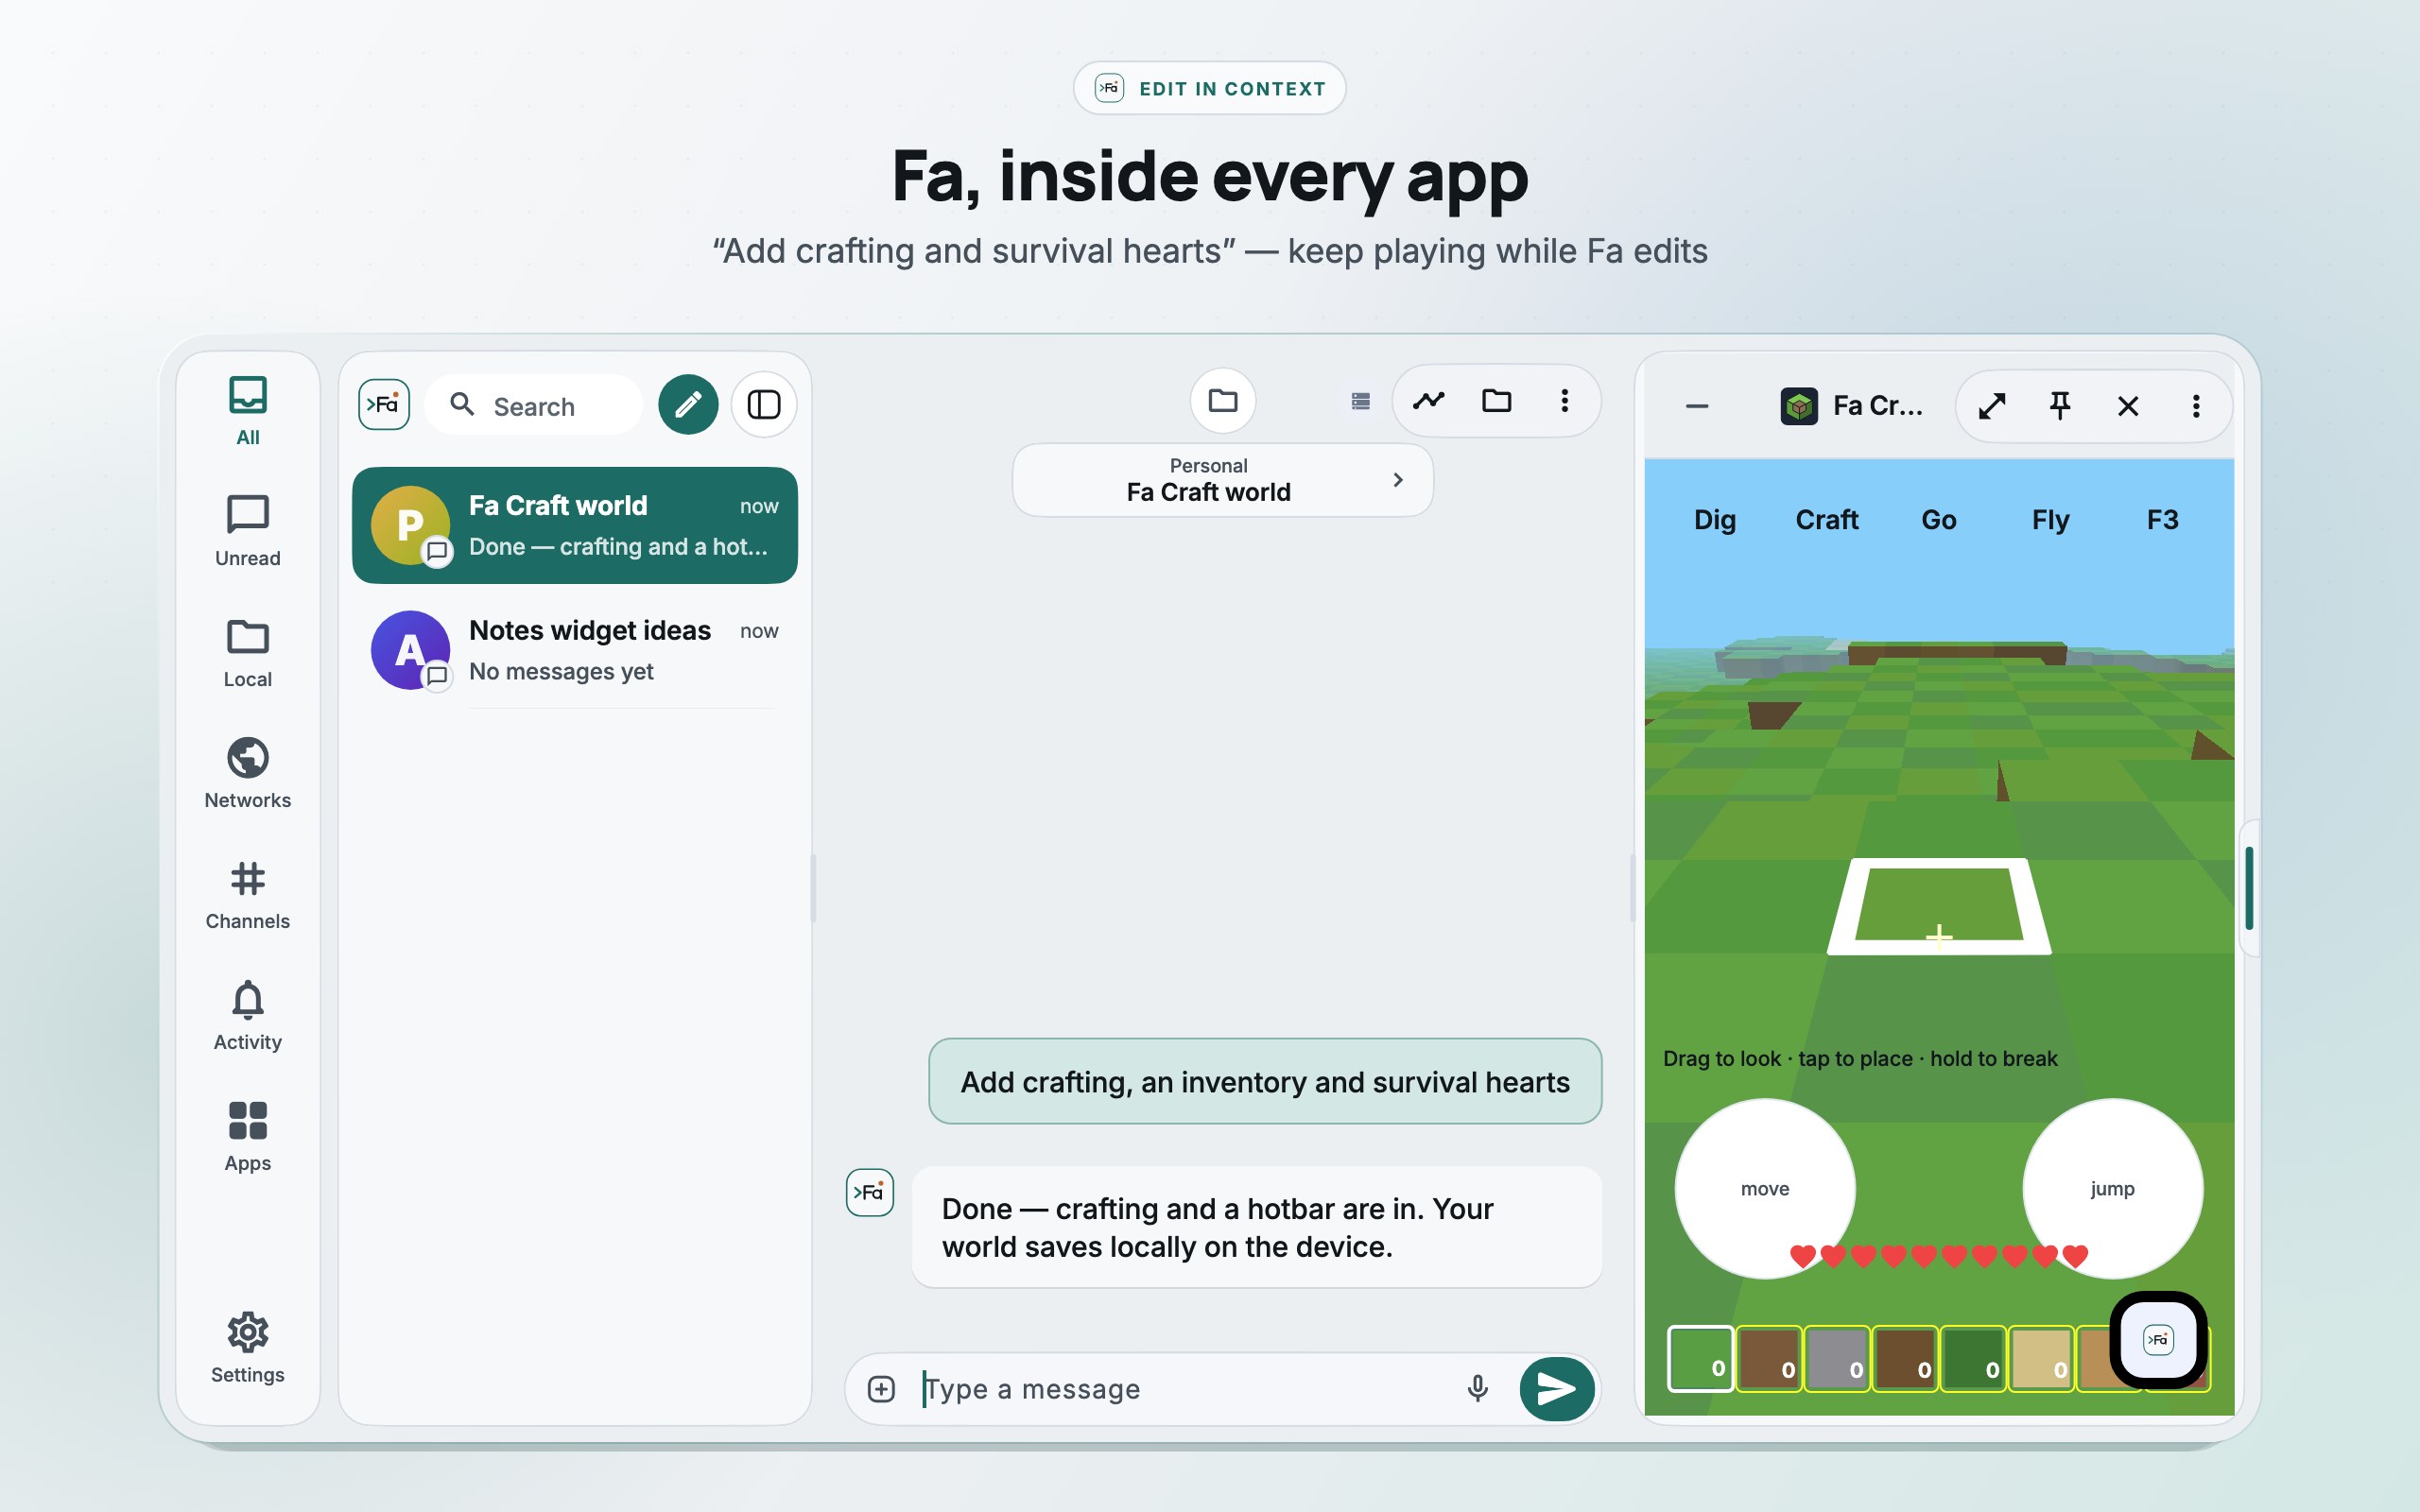 >Fa EDIT IN CONTEXT
Fa, inside every app
“Add crafting and survival hearts” — keep playing while Fa edits
All
Unread
Local
Networks
Channels
Activity
Apps
Settings
>Fa Search
P Fa Craft world now
Done — crafting and a hot...
A Notes widget ideas now
No messages yet
Personal
Fa Craft world
Add crafting, an inventory and survival hearts
>Fa
Done — crafting and a hotbar are in. Your
world saves locally on the device.
Type a message
Fa Cr...
Dig Craft Go Fly F3
Drag to look · tap to place · hold to break
move jump
0 0 0 0 0 0
>Fa